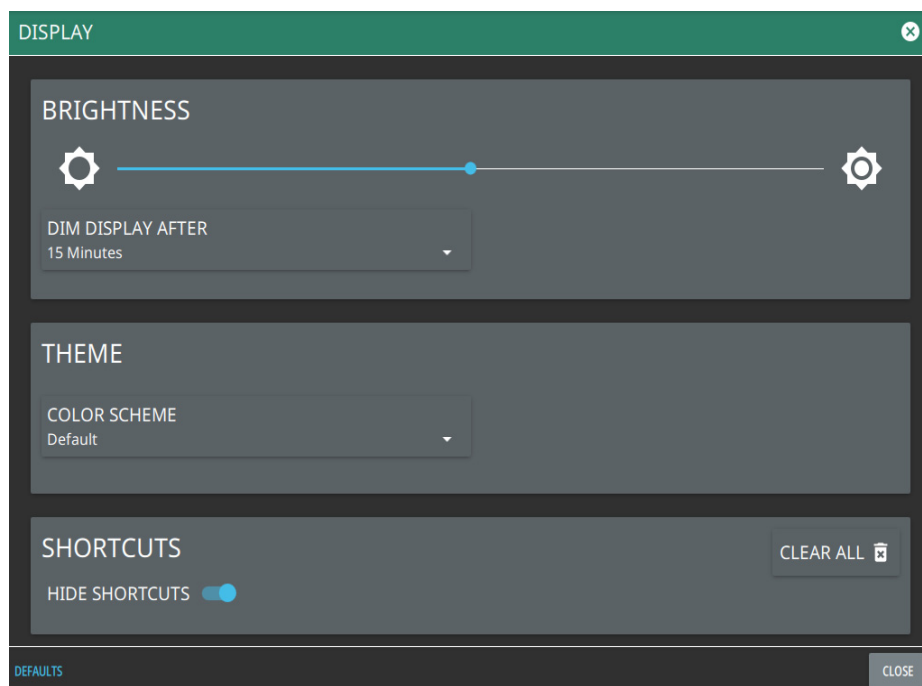 DISPLAY
BRIGHTNESS
DIM DISPLAY AFTER
15 Minutes
THEME
COLOR SCHEME
Default
SHORTCUTS
CLEAR ALL
HIDE SHORTCUTS
DEFAULTS
CLOSE